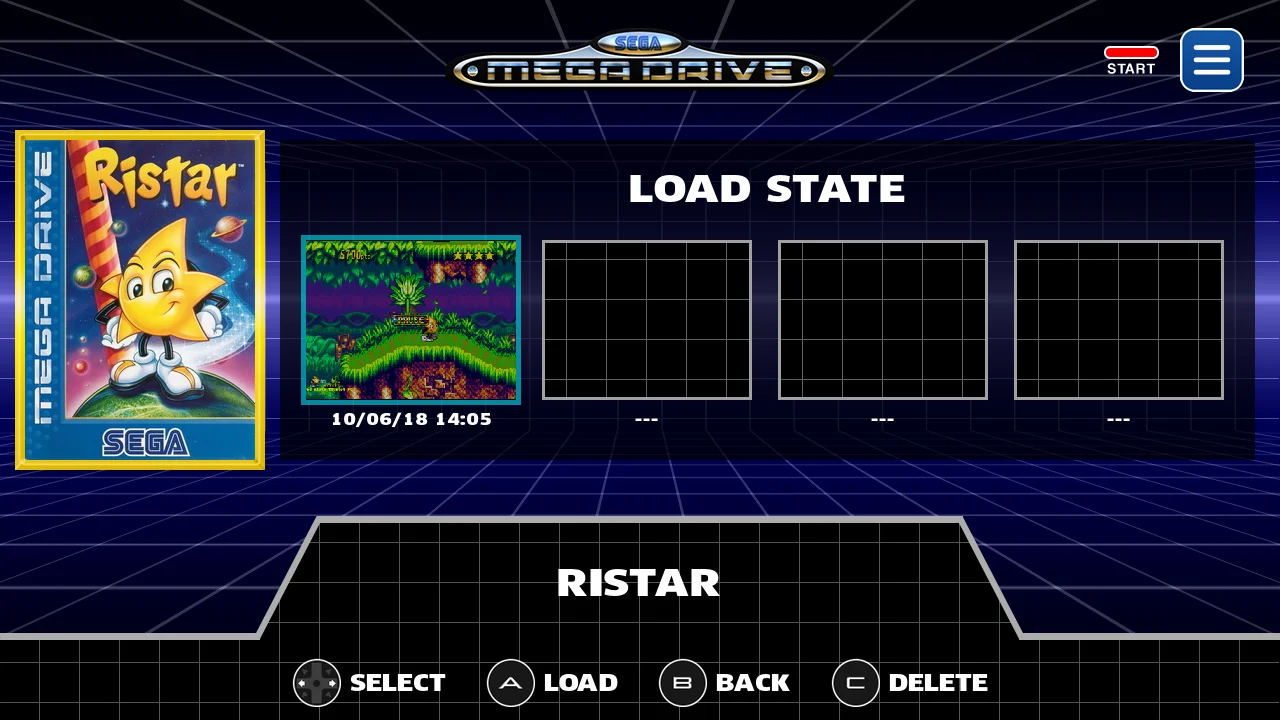 SEGA
MEGA DRIVE
START
MEGA DRIVE
Ristar™
SEGA
LOAD STATE
10/06/18 14:05
---
---
---
RISTAR
SELECT
A LOAD
B BACK
C DELETE